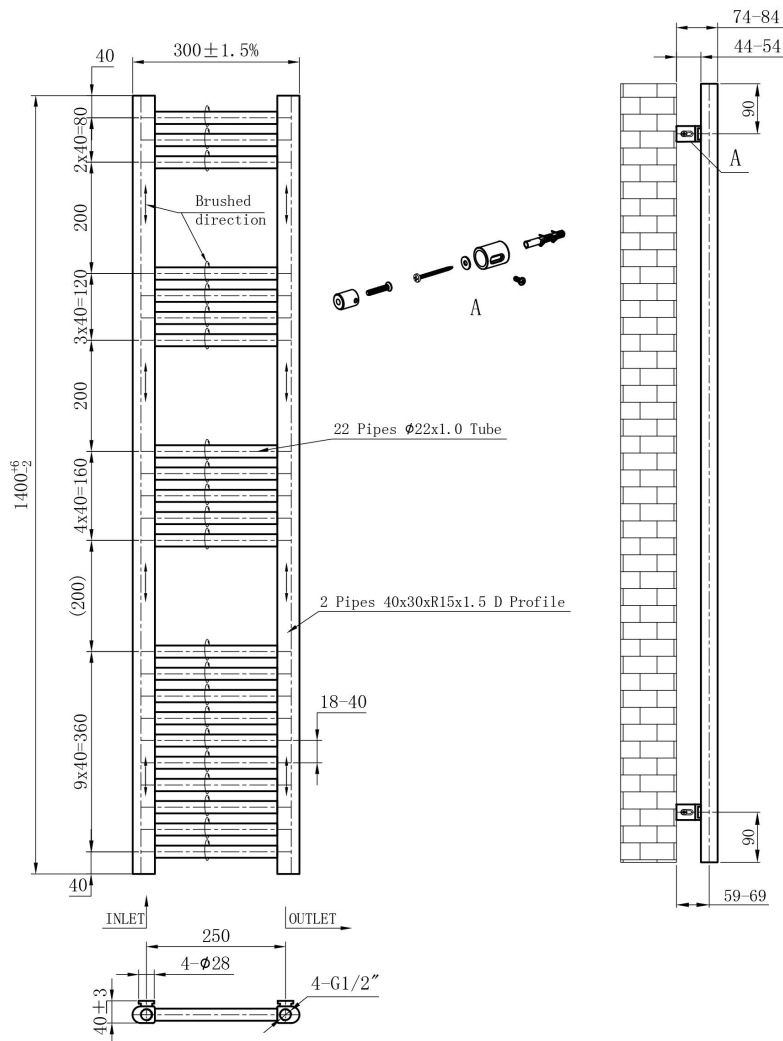 74-84
300±1.5%
44-54
40
90
2x40=80
A
Brushed
direction
200
3x40=120
A
200
22 Pipes ϕ22x1.0 Tube
1400+6-2
4x40=160
(200)
2 Pipes 40x30xR15x1.5 D Profile
18-40
9x40=360
90
40
59-69
INLET
OUTLET
250
4-ϕ28
4-G1/2"
40±3